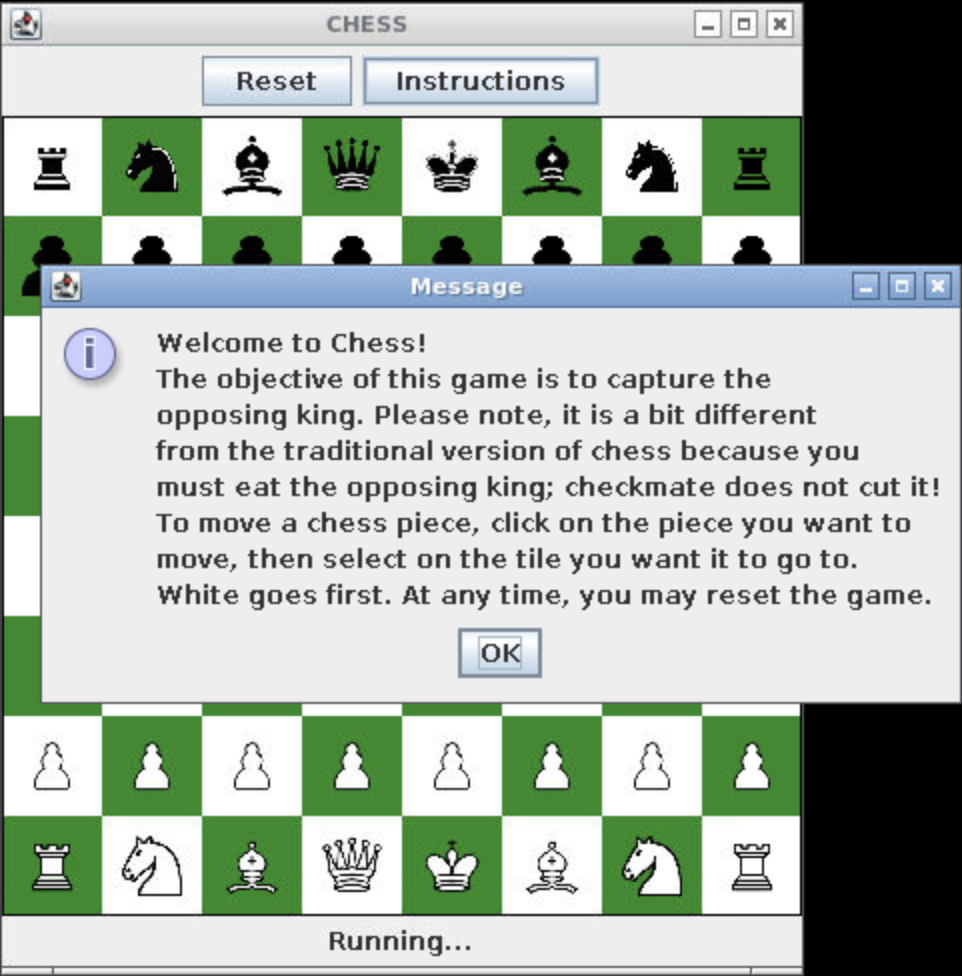 CHESS
Reset Instructions
Message
Welcome to Chess!
The objective of this game is to capture the
opposing king. Please note, it is a bit different
from the traditional version of chess because you
must eat the opposing king; checkmate does not cut it!
To move a chess piece, click on the piece you want to
move, then select on the tile you want it to go to.
White goes first. At any time, you may reset the game.
OK
Running...